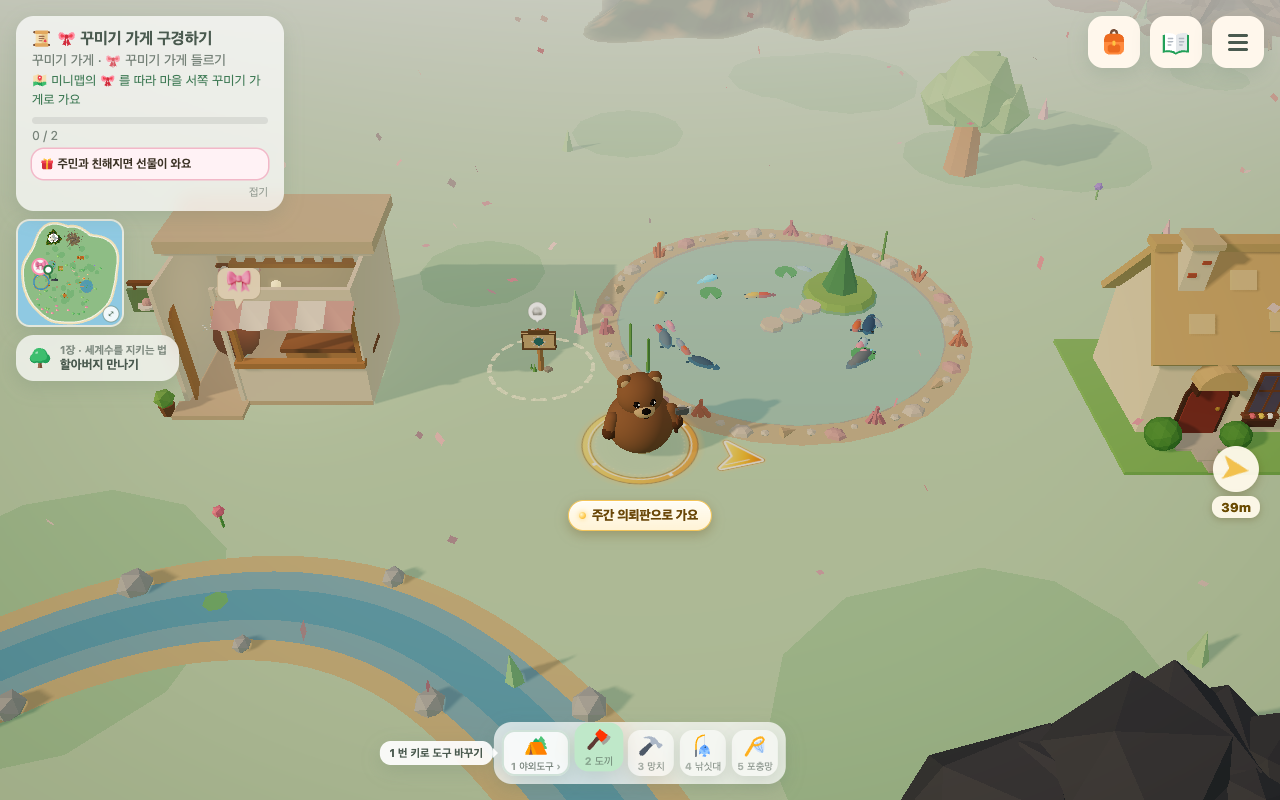 꾸미기 가게 구경하기
꾸미기 가게 · 꾸미기 가게 들르기
미니맵의 를 따라 마을 서쪽 꾸미기 가
게로 가요
0 / 2
주민과 친해지면 선물이 와요
접기
1장 · 세계수를 지키는 법
할아버지 만나기
주간 의뢰판으로 가요
39m
1 번 키로 도구 바꾸기
1 야외도구 ›
2 도끼
3 망치
4 낚싯대
5 포충망